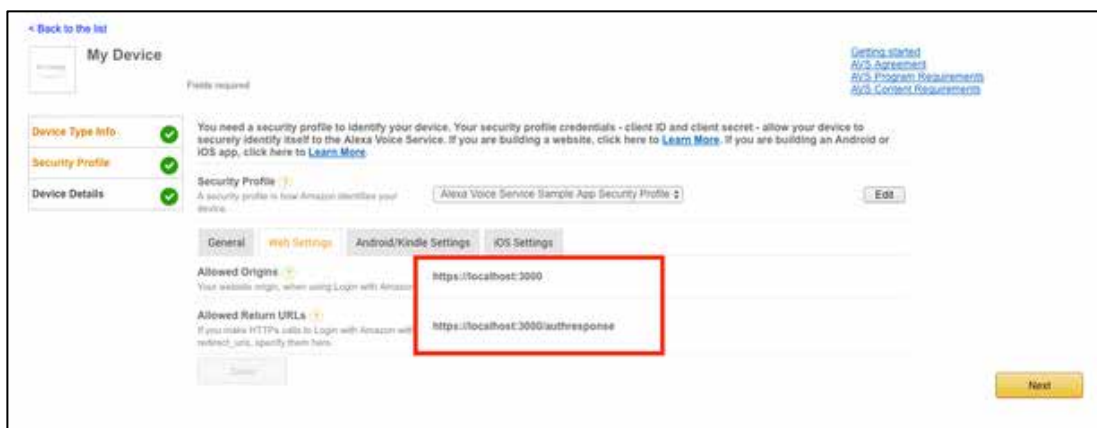 < Back to the list
My Device
Fields required
Getting started
AVS Agreement
AVS Program Requirements
AVS Content Requirements
Device Type Info
Security Profile
Device Details
You need a security profile to identify your device. Your security profile credentials - client ID and client secret - allow your device to
securely identify itself to the Alexa Voice Service. If you are building a website, click here to Learn More. If you are building an Android or
iOS app, click here to Learn More.
Security Profile ?
A security profile is how Amazon identifies your
device.
Alexa Voice Service Sample App Security Profile
Edit
General
Web Settings
Android/Kindle Settings
iOS Settings
Allowed Origins ?
Your website origin, when using Login with Amazon
https://localhost:3000
Allowed Return URLs ?
If you make HTTPs calls to Login with Amazon with
redirect_uris, specify them here.
https://localhost:3000/authresponse
Next